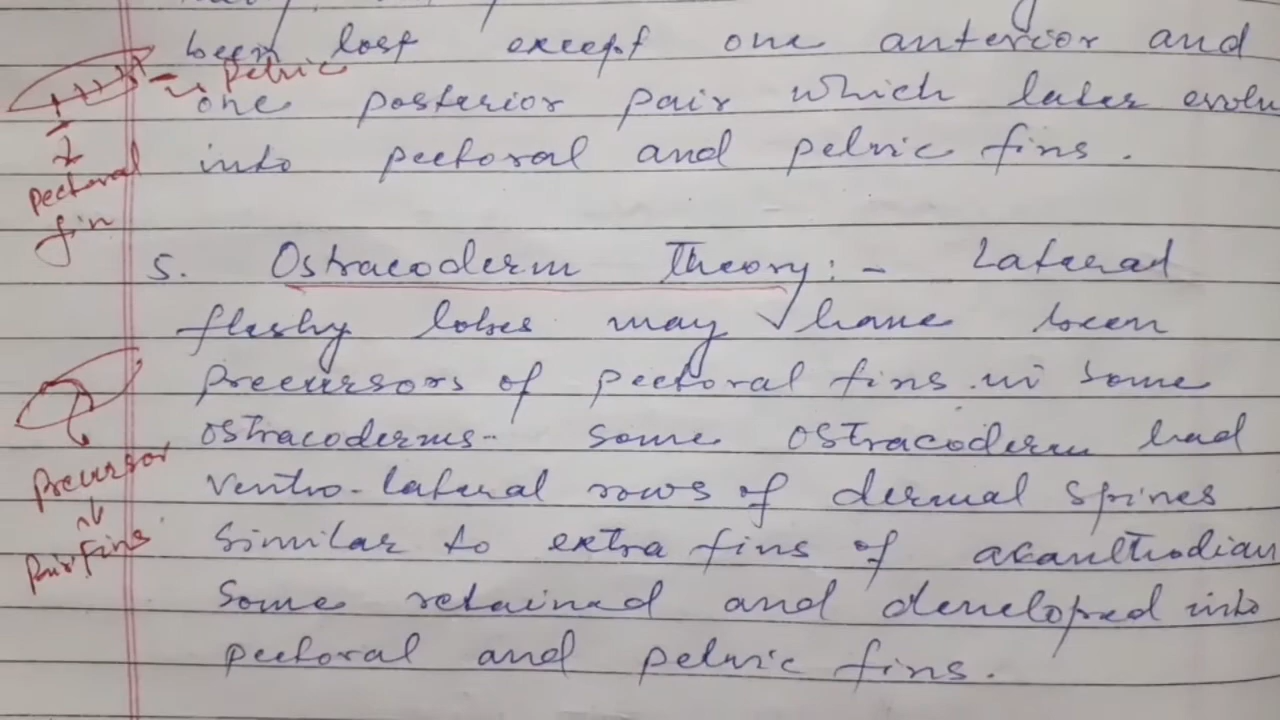 been lost except one anterior and
one posterior pair which later evolu
into pectoral and pelvic fins.
5. Ostracoderm Theory:- Lateral
fleshy lobes may have been
precursors of pectoral fins in some
ostracoderms- some ostracoderm had
ventro-lateral rows of dermal spines
similar to extra fins of acanthodian
some retained and developed into
pectoral and pelvic fins.
Pelvic
Pectoral
fin
Precursor
Pair fins